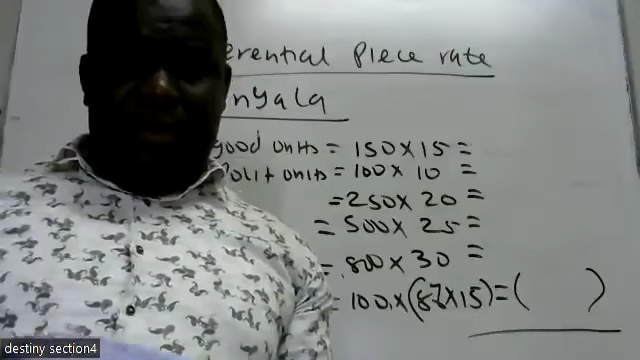 erential Piece rate
nyala
good units = 150 X 15 =
units = 100 X 10 =
= 250 X 20 =
= 500 X 25 =
= 800 X 30 =
= 100 X (87 X 15) = ( )
destiny section4